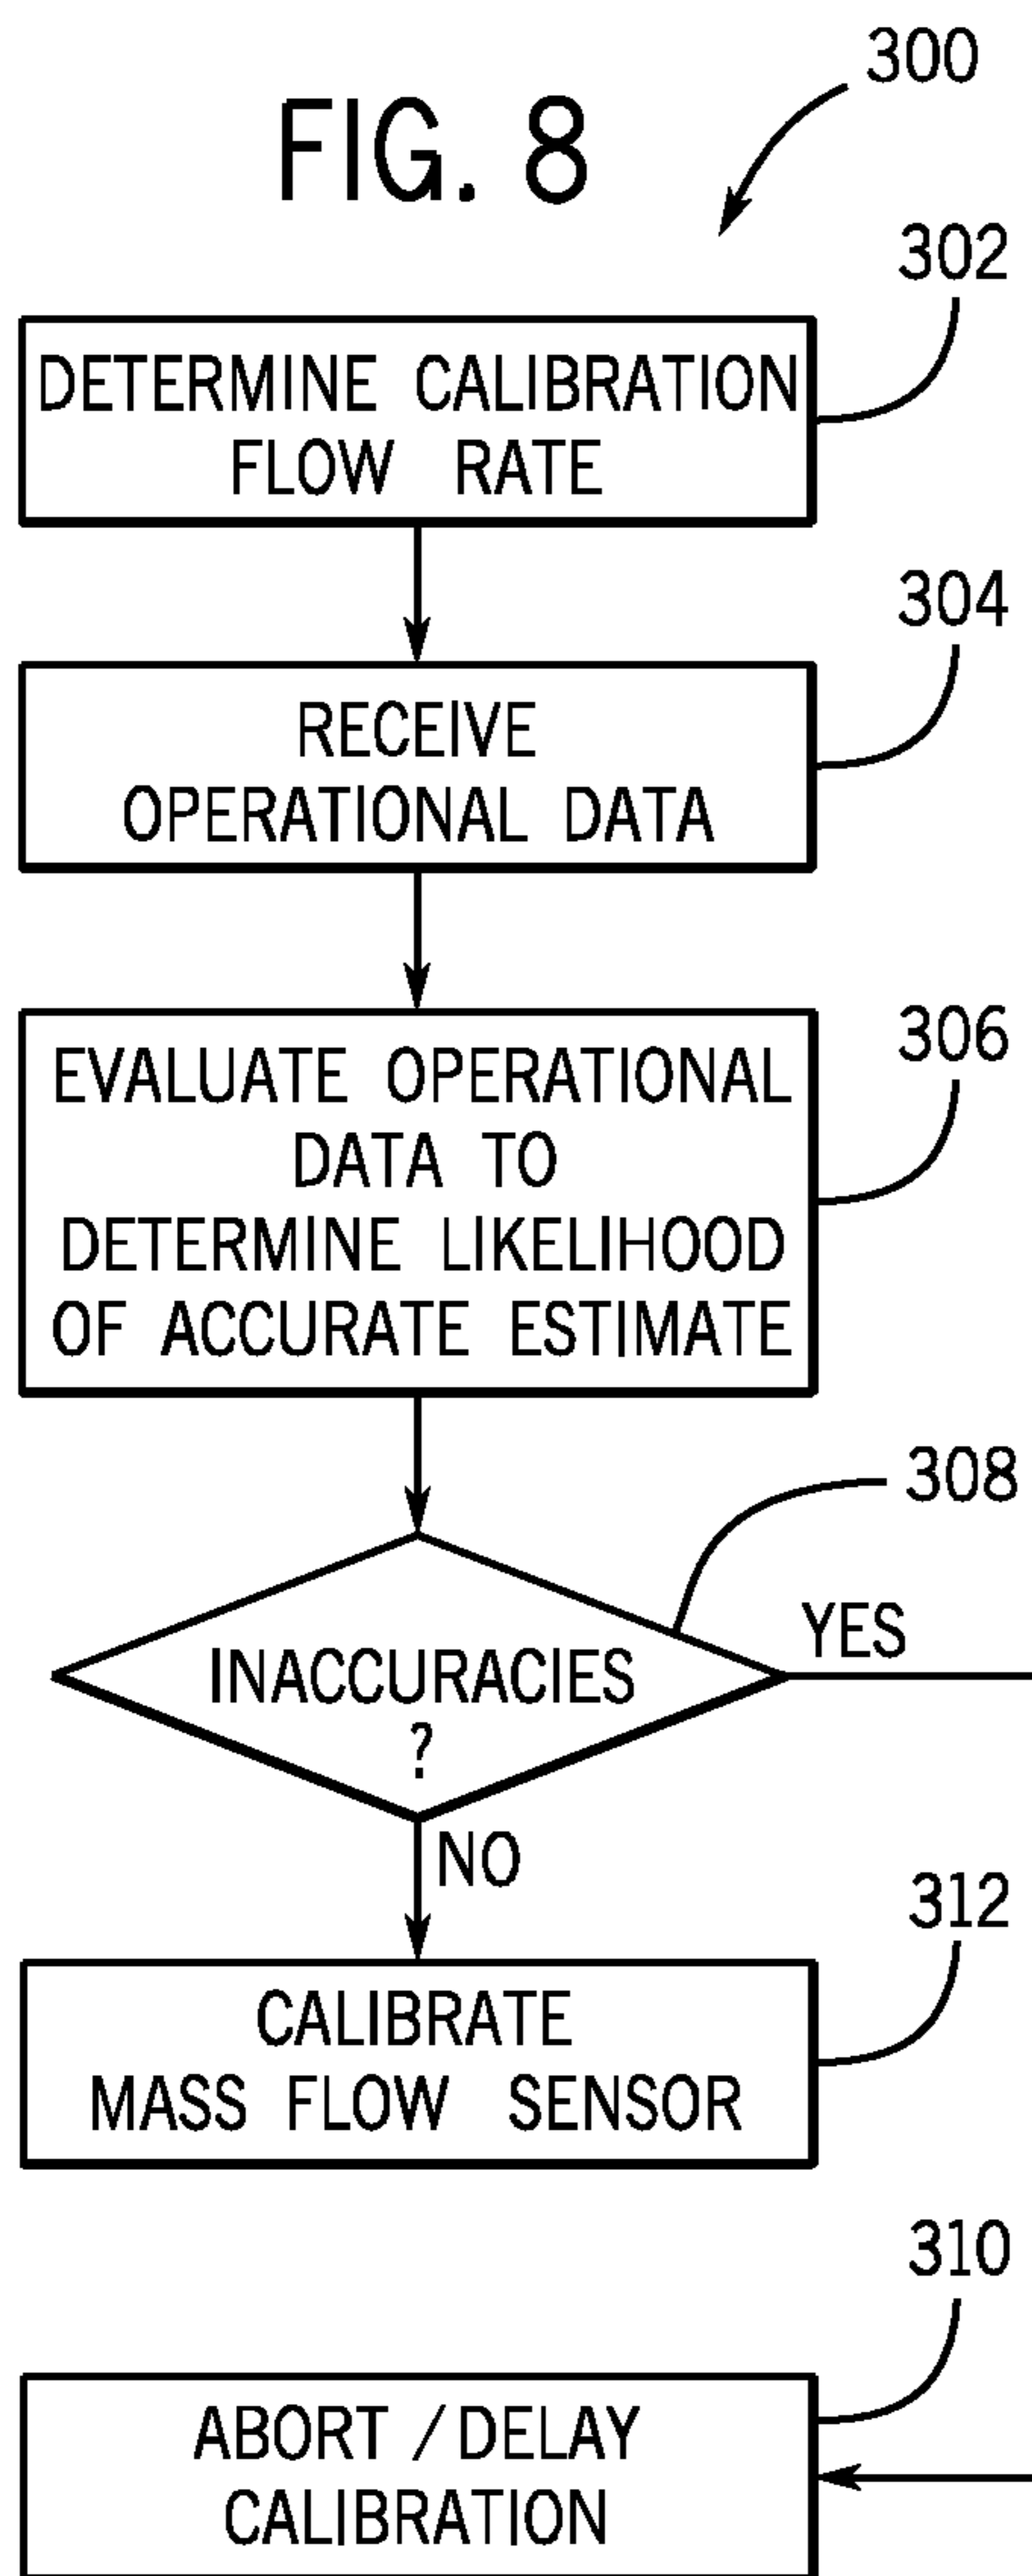 300
FIG. 8
302
DETERMINE CALIBRATION
FLOW RATE
304
RECEIVE
OPERATIONAL DATA
306
EVALUATE OPERATIONAL
DATA TO
DETERMINE LIKELIHOOD
OF ACCURATE ESTIMATE
308
YES
INACCURACIES
?
NO
312
CALIBRATE
MASS FLOW SENSOR
310
ABORT / DELAY
CALIBRATION